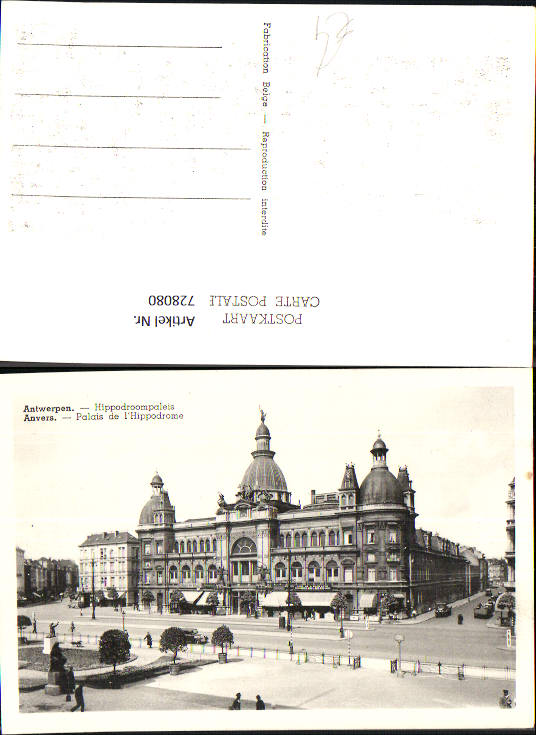 Fabrication Belge — Reproduction interdite
POSTKAART
CARTE POSTALE
Artikel Nr.
728080
Antwerpen. — Hippodroompaleis
Anvers. — Palais de l'Hippodrome